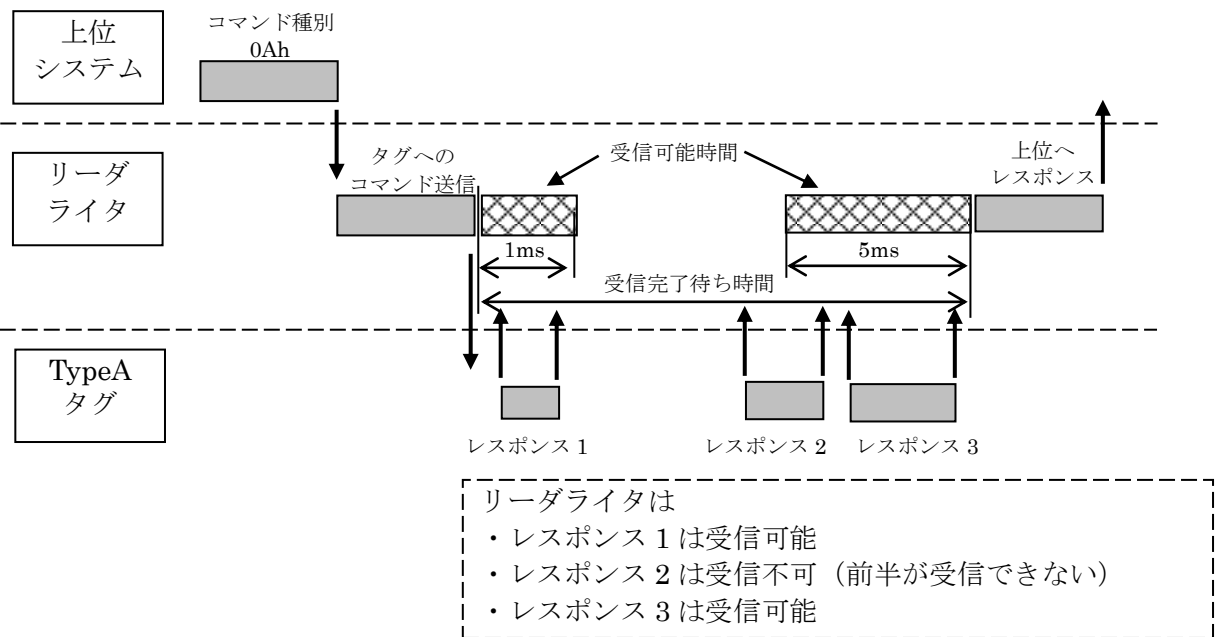 上位
システム
コマンド種別
0Ah
リーダ
ライタ
タグへの
コマンド送信
受信可能時間
上位へ
レスポンス
1ms
5ms
受信完了待ち時間
TypeA
タグ
レスポンス 1
レスポンス 2
レスポンス 3
リーダライタは
・レスポンス 1 は受信可能
・レスポンス 2 は受信不可（前半が受信できない）
・レスポンス 3 は受信可能